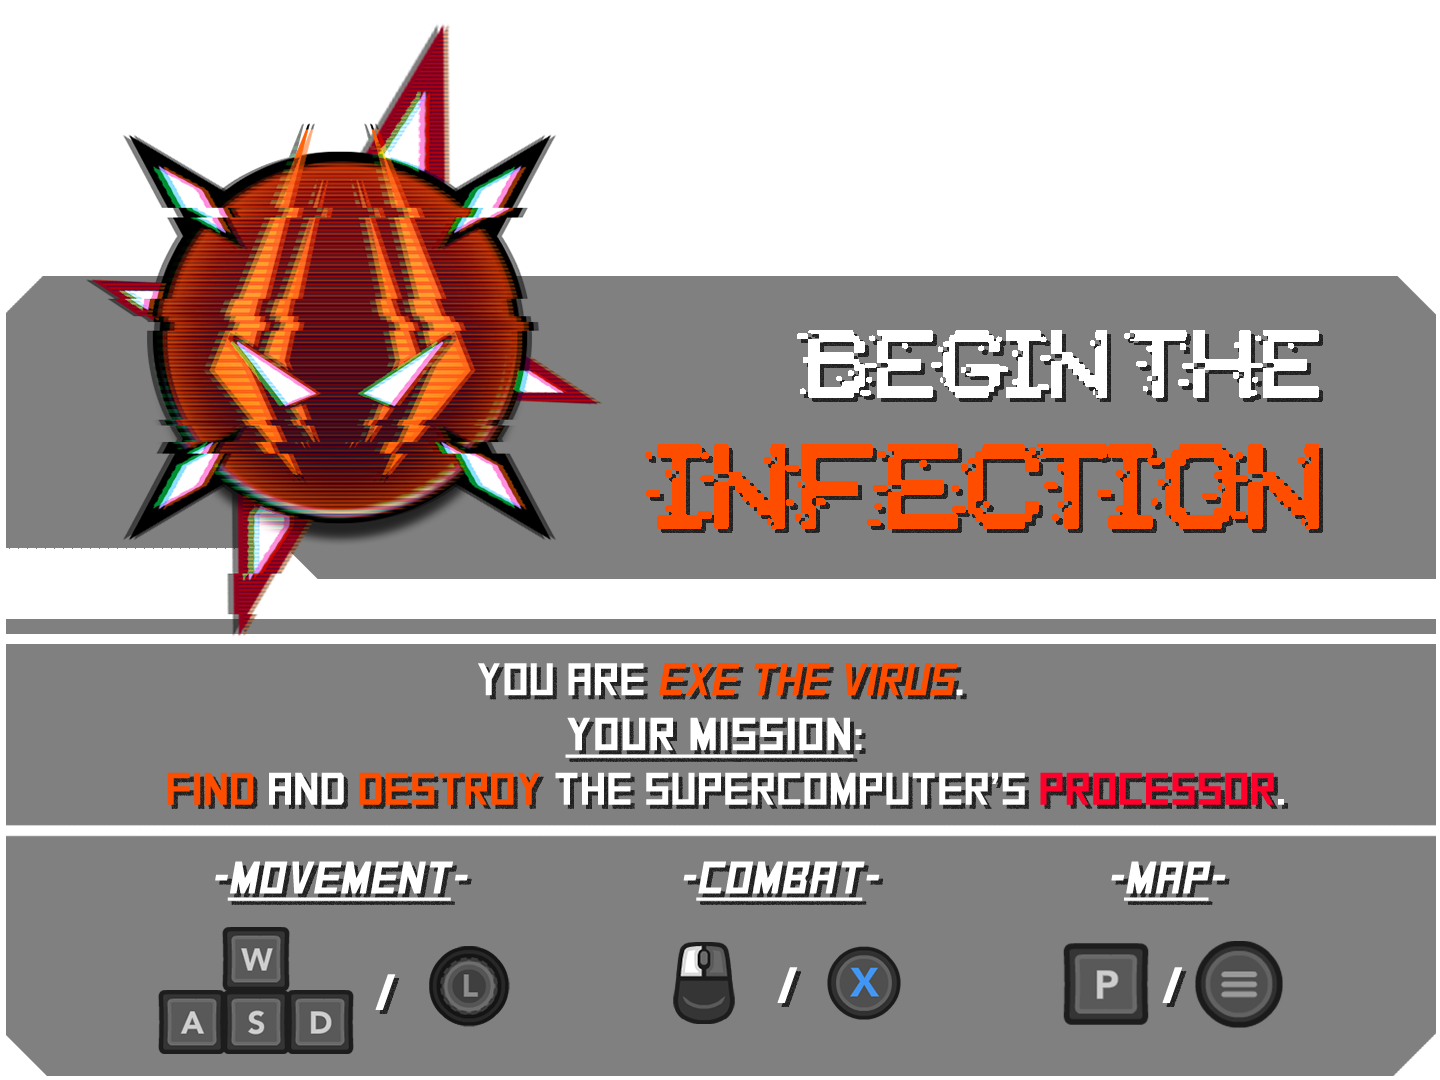 BEGIN THE
INFECTION
YOU ARE EXE THE VIRUS.
YOUR MISSION:
FIND AND DESTROY THE SUPERCOMPUTER'S PROCESSOR.
-MOVEMENT- -COMBAT- -MAP-
W
A S D / L / X P /